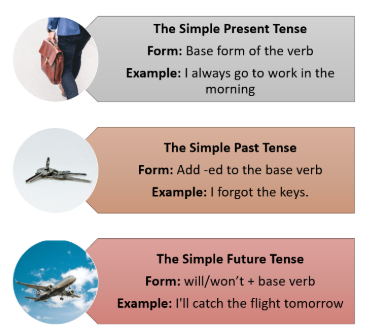 The Simple Present Tense
Form: Base form of the verb
Example: I always go to work in the
morning
The Simple Past Tense
Form: Add -ed to the base verb
Example: I forgot the keys.
The Simple Future Tense
Form: will/won't + base verb
Example: I'll catch the flight tomorrow